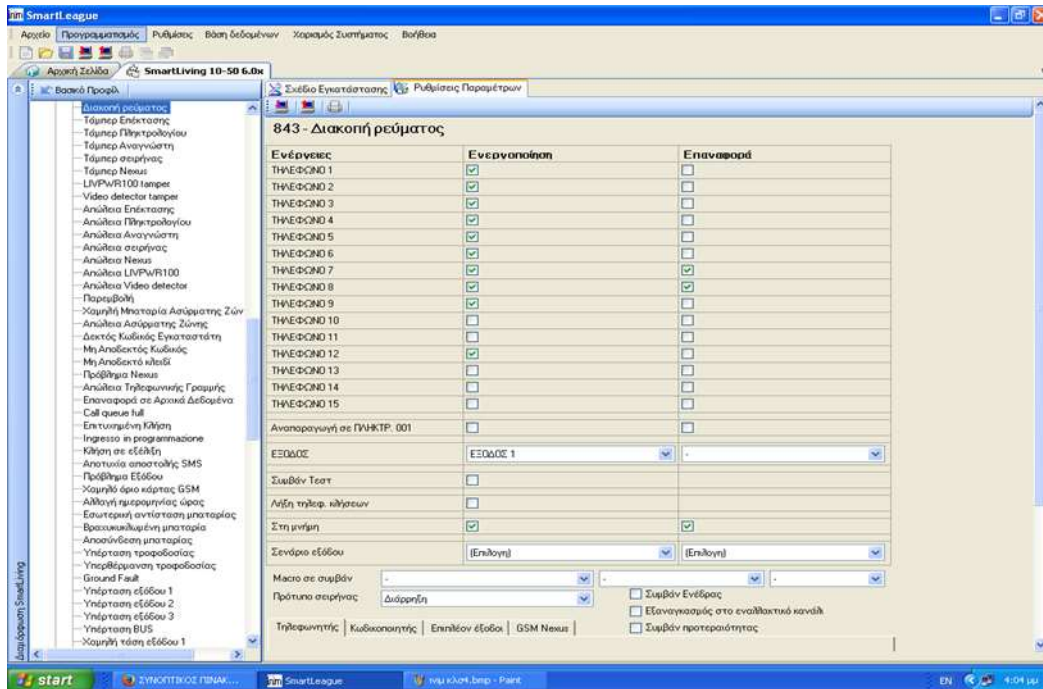 SmartLeague
Αρχείο Προγραμματισμός Ρυθμίσεις Βάση δεδομένων Χειρισμός Συστήματος Βοήθεια
Αρχική Σελίδα SmartLiving 10-50 6.0x
Βασικό Προφίλ
Σχέδιο Εγκατάστασης Ρυθμίσεις Παραμέτρων
Διακοπή ρεύματος
Τάμπερ Επέκτασης
Τάμπερ Πληκτρολογίου
Τάμπερ Αναγνώστη
Τάμπερ σειρήνας
Τάμπερ Nexus
LIVPWR100 tamper
Video detector tamper
Απώλεια Επέκτασης
Απώλεια Πληκτρολογίου
Απώλεια Αναγνώστη
Απώλεια σειρήνας
Απώλεια Nexus
Απώλεια LIVPWR100
Απώλεια Video detector
Παρεμβολή
Χαμηλή Μπαταρία Ασύρματης Ζών
Απώλεια Ασύρματης Ζώνης
Δεκτός Κωδικός Εγκαταστάτη
Μη Αποδεκτός Κωδικός
Μη Αποδεκτό κλειδί
Πρόβλημα Nexus
Απώλεια Τηλεφωνικής Γραμμής
Επαναφορά σε Αρχικά Δεδομένα
Call queue full
Επιτυχημένη Κλήση
Ingresso in programmazione
Κλήση σε εξέλιξη
Αποτυχία αποστολής SMS
Πρόβλημα Εξόδου
Χαμηλό όριο κάρτας GSM
Αλλαγή ημερομηνίας ώρας
Εσωτερική αντίσταση μπαταρίας
Βραχυκυκλωμένη μπαταρία
Αποσύνδεση μπαταρίας
Υπέρταση τροφοδοσίας
Υπερθέρμανση τροφοδοσίας
Ground Fault
Υπέρταση εξόδου 1
Υπέρταση εξόδου 2
Υπέρταση εξόδου 3
Υπέρταση BUS
Χαμηλή τάση εξόδου 1
Διαμόρφωση SmartLiving
843 - Διακοπή ρεύματος
Ενέργειες Ενεργοποίηση Επαναφορά
ΤΗΛΕΦΩΝΟ 1
ΤΗΛΕΦΩΝΟ 2
ΤΗΛΕΦΩΝΟ 3
ΤΗΛΕΦΩΝΟ 4
ΤΗΛΕΦΩΝΟ 5
ΤΗΛΕΦΩΝΟ 6
ΤΗΛΕΦΩΝΟ 7
ΤΗΛΕΦΩΝΟ 8
ΤΗΛΕΦΩΝΟ 9
ΤΗΛΕΦΩΝΟ 10
ΤΗΛΕΦΩΝΟ 11
ΤΗΛΕΦΩΝΟ 12
ΤΗΛΕΦΩΝΟ 13
ΤΗΛΕΦΩΝΟ 14
ΤΗΛΕΦΩΝΟ 15
Αναπαραγωγή σε ΠΛΗΚΤΡ. 001
ΕΞΟΔΟΣ ΕΞΟΔΟΣ 1 -
Συμβάν Τεστ
Λήξη τηλεφ. κλήσεων
Στη μνήμη
Σενάριο εξόδου (Επιλογή) (Επιλογή)
Macro σε συμβάν - - -
Πρότυπο σειρήνας Διάρρηξη
Συμβάν Ενέδρας
Εξαναγκασμός στο εναλλακτικό κανάλι
Συμβάν προτεραιότητας
Τηλεφωνητής Κωδικοποιητής Επιπλέον έξοδοι GSM Nexus
start ΣΥΝΟΠΤΙΚΟΣ ΠΙΝΑΚ... SmartLeague EN 4:04 μμ